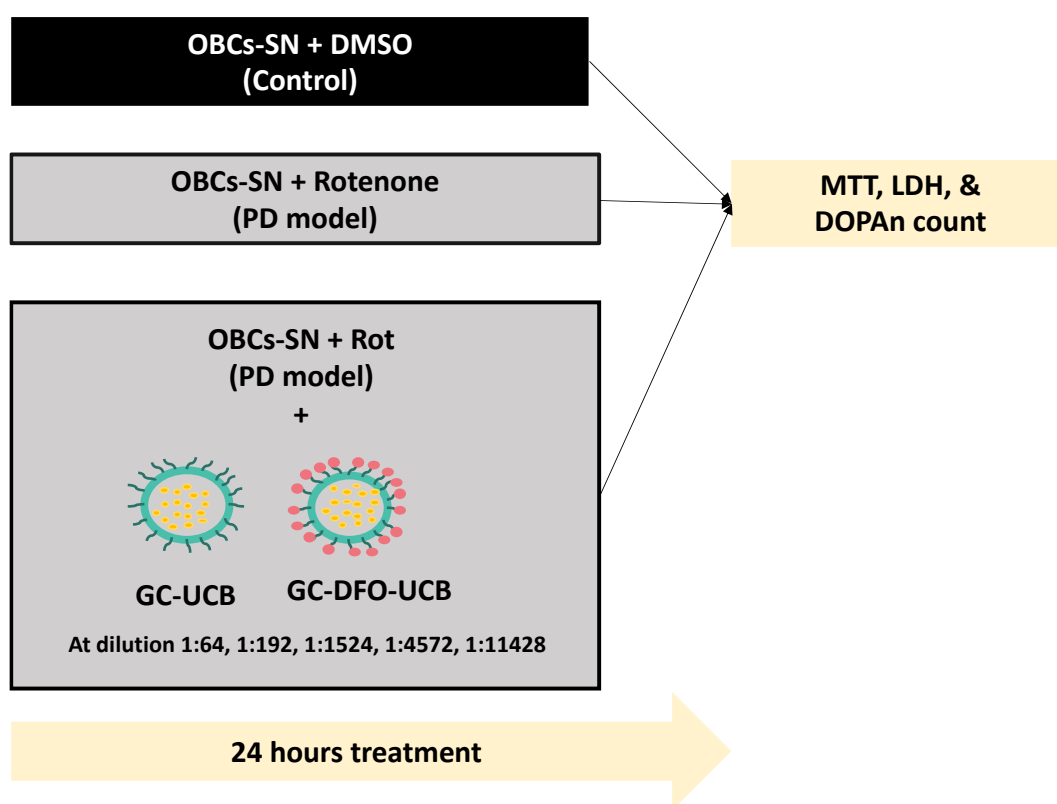 OBCs-SN + DMSO
(Control)
OBCs-SN + Rotenone
(PD model)
MTT, LDH, &
DOPAn count
OBCs-SN + Rot
(PD model)
+
GC-UCB
GC-DFO-UCB
At dilution 1:64, 1:192, 1:1524, 1:4572, 1:11428
24 hours treatment